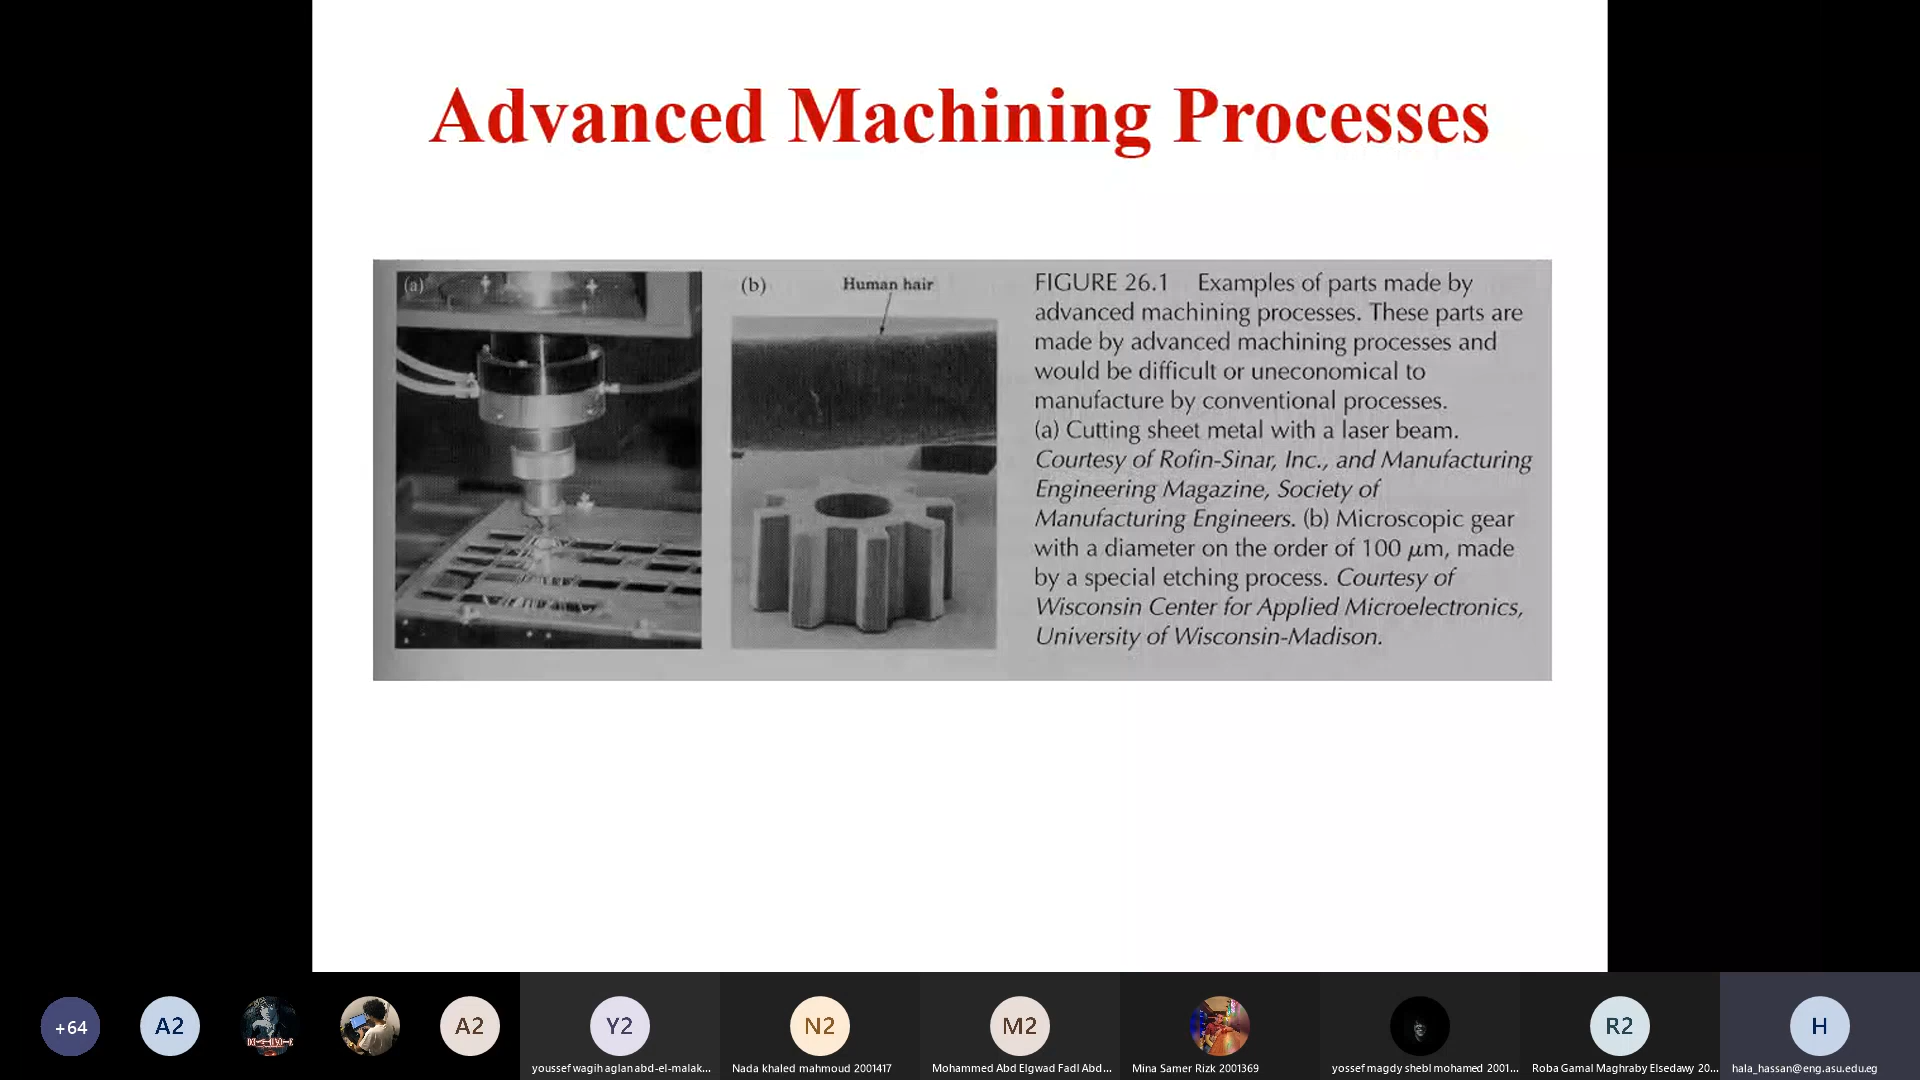 Advanced Machining Processes
(a)
(b)
Human hair
FIGURE 26.1 Examples of parts made by
advanced machining processes. These parts are
made by advanced machining processes and
would be difficult or uneconomical to
manufacture by conventional processes.
(a) Cutting sheet metal with a laser beam.
Courtesy of Rofin-Sinar, Inc., and Manufacturing
Engineering Magazine, Society of
Manufacturing Engineers. (b) Microscopic gear
with a diameter on the order of 100 μm, made
by a special etching process. Courtesy of
Wisconsin Center for Applied Microelectronics,
University of Wisconsin-Madison.
+64
A2
A2
Y2
N2
M2
R2
H
youssef wagih aglan abd-el-malak...
Nada khaled mahmoud 2001417
Mohammed Abd Elgwad Fadl Abd...
Mina Samer Rizk 2001369
yossef magdy shebl mohamed 2001...
Roba Gamal Maghraby Elsedawy 20...
hala_hassan@eng.asu.edu.eg